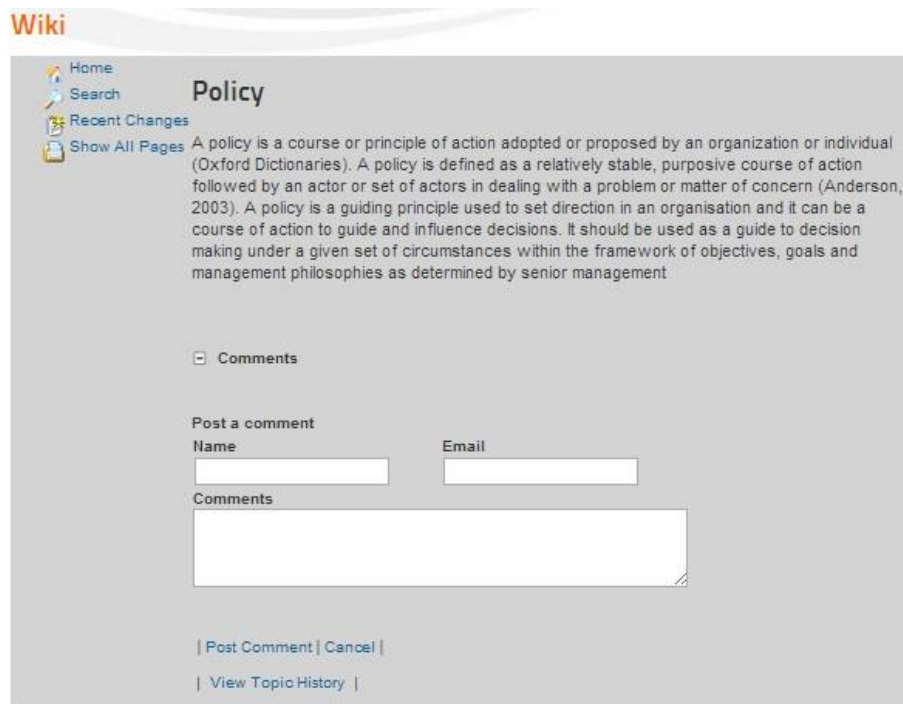 Wiki
Home
Search
Recent Changes
Show All Pages
Policy
A policy is a course or principle of action adopted or proposed by an organization or individual
(Oxford Dictionaries). A policy is defined as a relatively stable, purposive course of action
followed by an actor or set of actors in dealing with a problem or matter of concern (Anderson,
2003). A policy is a guiding principle used to set direction in an organisation and it can be a
course of action to guide and influence decisions. It should be used as a guide to decision
making under a given set of circumstances within the framework of objectives, goals and
management philosophies as determined by senior management
Comments
Post a comment
Name Email
Comments
| Post Comment | Cancel |
| View Topic History |